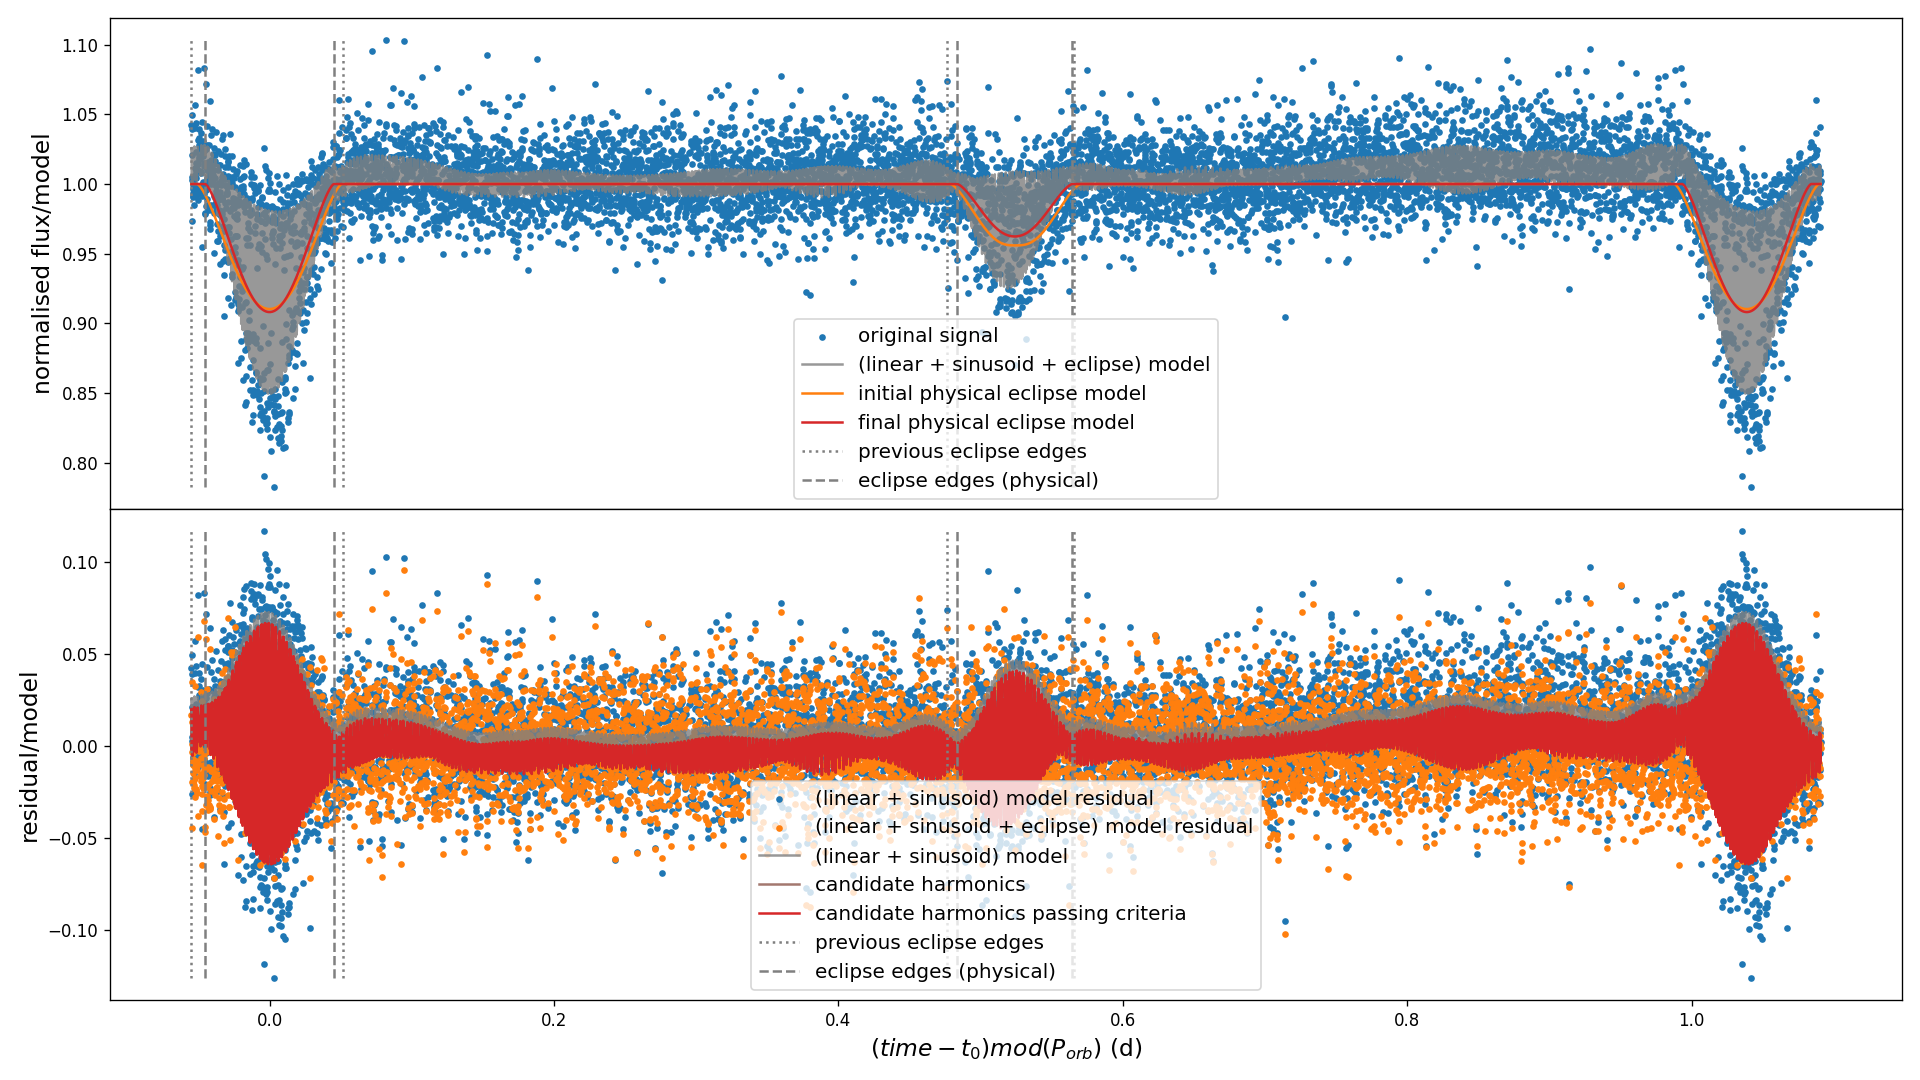 normalised flux/model
1.10
1.05
1.00
0.95
0.90
0.85
0.80
original signal
(linear + sinusoid + eclipse) model
initial physical eclipse model
final physical eclipse model
previous eclipse edges
eclipse edges (physical)
residual/model
0.10
0.05
0.00
−0.05
−0.10
(linear + sinusoid) model residual
(linear + sinusoid + eclipse) model residual
(linear + sinusoid) model
candidate harmonics
candidate harmonics passing criteria
previous eclipse edges
eclipse edges (physical)
0.0 0.2 0.4 0.6 0.8 1.0
(time − t₀)mod(P_orb) (d)